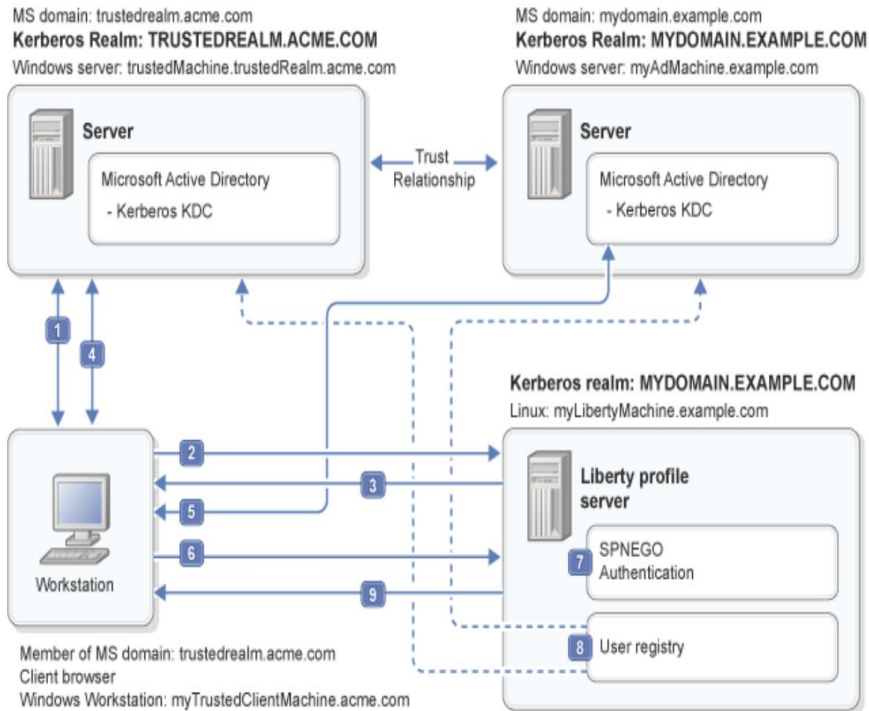 MS domain: trustedrealm.acme.com
Kerberos Realm: TRUSTEDREALM.ACME.COM
Windows server: trustedMachine.trustedRealm.acme.com
Server
Microsoft Active Directory
- Kerberos KDC
Trust
Relationship
MS domain: mydomain.example.com
Kerberos Realm: MYDOMAIN.EXAMPLE.COM
Windows server: myAdMachine.example.com
Server
Microsoft Active Directory
- Kerberos KDC
1
4
Kerberos realm: MYDOMAIN.EXAMPLE.COM
Linux: myLibertyMachine.example.com
2
3
5
6
9
Workstation
Liberty profile
server
7
SPNEGO
Authentication
8
User registry
Member of MS domain: trustedrealm.acme.com
Client browser
Windows Workstation: myTrustedClientMachine.acme.com